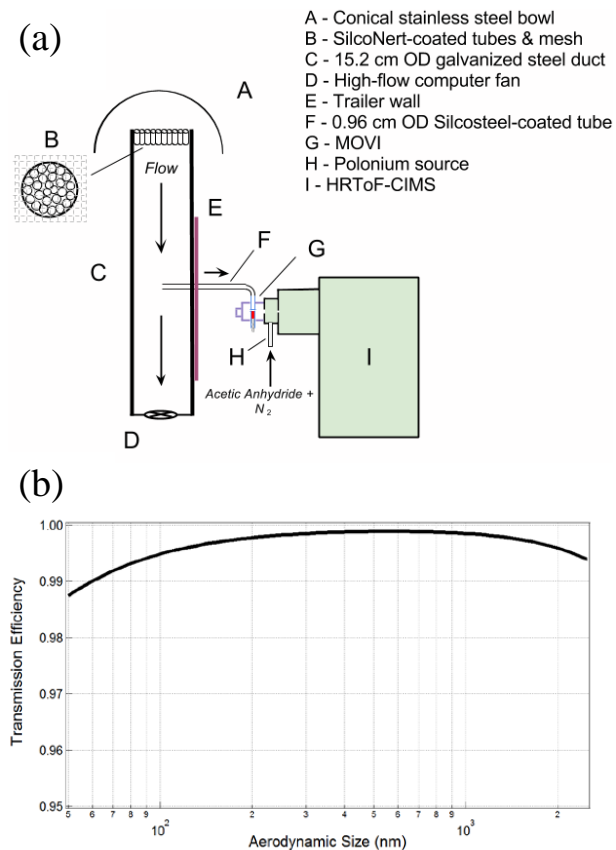 (a)
A - Conical stainless steel bowl
B - SilcoNert-coated tubes & mesh
C - 15.2 cm OD galvanized steel duct
D - High-flow computer fan
E - Trailer wall
F - 0.96 cm OD Silcosteel-coated tube
G - MOVI
H - Polonium source
I - HRToF-CIMS
A
B
Flow
E
F
G
C
H
I
Acetic Anhydride +
N2
D
(b)
1.00
0.99
0.98
0.97
0.96
0.95
Transmission Efficiency
5 6 7 8 9 10² 2 3 4 5 6 7 8 9 10³ 2
Aerodynamic Size (nm)